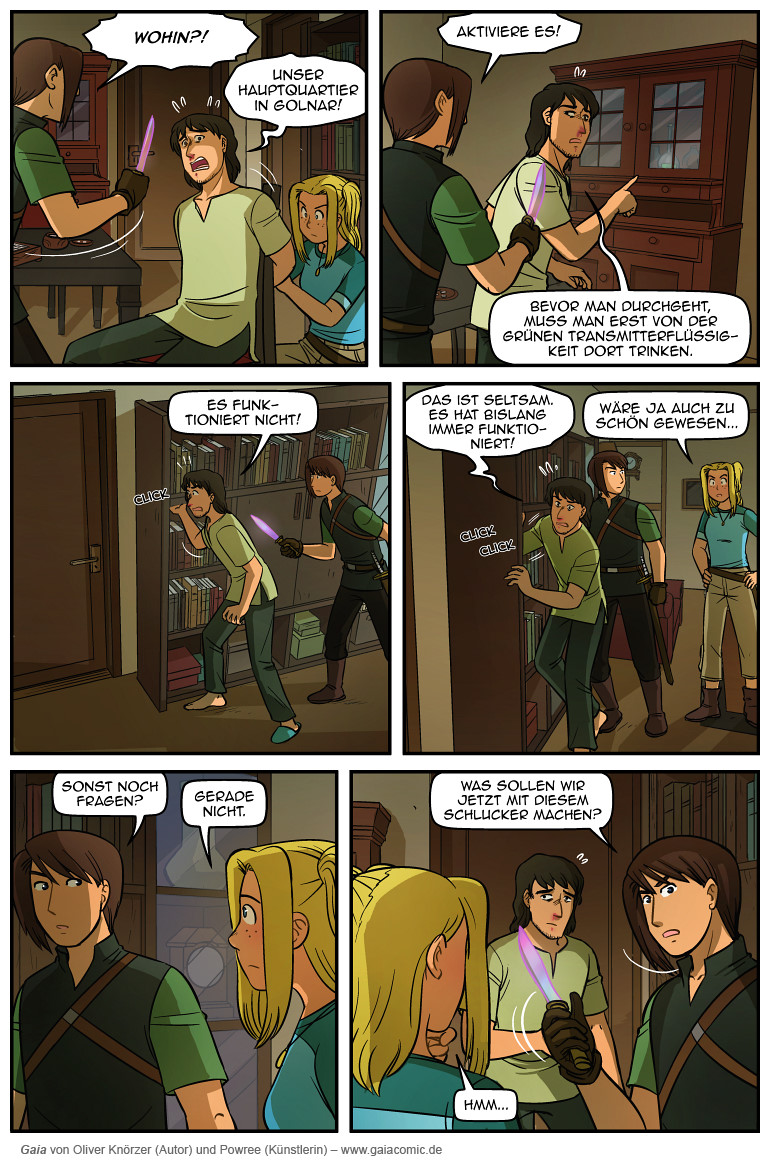 WOHIN?!
UNSER
HAUPTQUARTIER
IN GOLNAR!
AKTIVIERE ES!
BEVOR MAN DURCHGEHT,
MUSS MAN ERST VON DER
GRÜNEN TRANSMITTERFLÜSSIG-
KEIT DORT TRINKEN.
ES FUNK-
TIONIERT NICHT!
CLICK
DAS IST SELTSAM.
ES HAT BISLANG
IMMER FUNKTIO-
NIERT!
WÄRE JA AUCH ZU
SCHÖN GEWESEN...
CLICK
CLICK
SONST NOCH
FRAGEN?
GERADE
NICHT.
WAS SOLLEN WIR
JETZT MIT DIESEM
SCHLUCKER MACHEN?
HMM...
Gaia von Oliver Knörzer (Autor) und Powree (Künstlerin) – www.gaiacomic.de